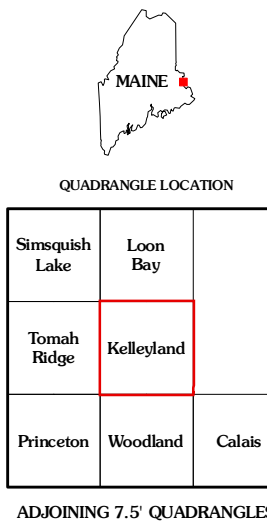 MAINE
QUADRANGLE LOCATION
Simsquish
Lake
Loon
Bay
Tomah
Ridge
Kelleyland
Princeton
Woodland
Calais
ADJOINING 7.5' QUADRANGLES